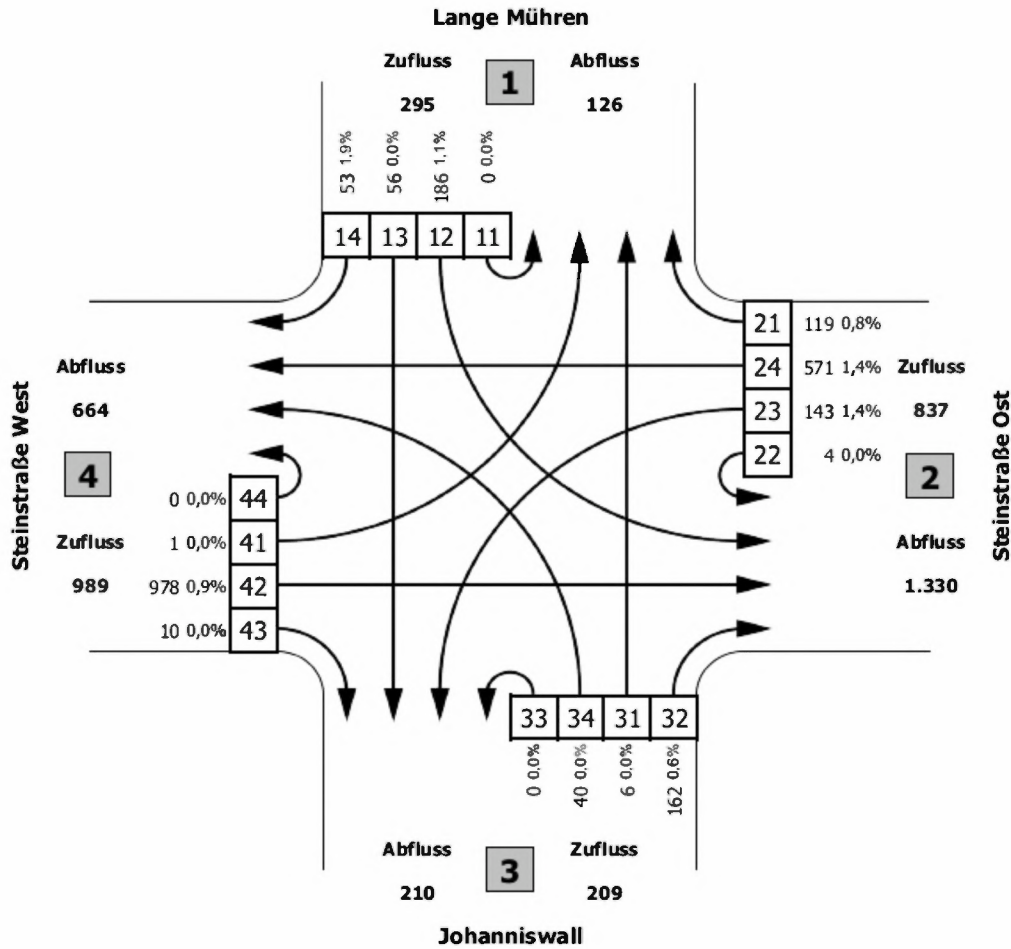 Lange Mühren
Zufluss 1 Abfluss
295 126
53 1,9%
56 0,0%
186 1,1%
0 0,0%
14 13 12 11
21 119 0,8%
24 571 1,4% Zufluss
23 143 1,4% 837
22 4 0,0%
2
Steinstraße Ost
Abfluss
1.330
Abfluss
664
Steinstraße West
4
0 0,0% 44
Zufluss 1 0,0% 41
989 978 0,9% 42
10 0,0% 43
33 34 31 32
0 0,0%
40 0,0%
6 0,0%
162 0,6%
Abfluss 3 Zufluss
210 209
Johanniswall